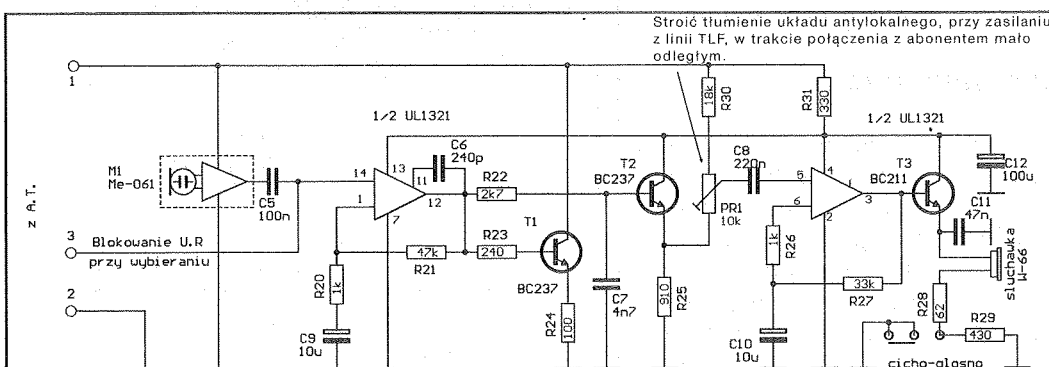 Stroić tłumienie układu antylokalnego, przy zasilaniu
z linii TLF, w trakcie połączenia z abonentem mało
odległym.
1
18k
R30
R31
330
1/2 UL1321
1/2 UL1321
M1
Me-061
C5
100n
14
13
C6
240p
11
12
1
7
R22
2k7
T2
BC237
C8
220n
PR1
10k
5
4
1
3
6
2
T3
BC211
C12
100u
C11
47n
z A.T.
3
Blokowanie U.R
przy wybieraniu
R20
1k
47k
R21
R23
240
T1
BC237
R24
100
C7
4n7
910
R25
1k
R26
33k
R27
słuchawka
W-66
R28
62
R29
430
2
C9
10u
C10
10u
cicho-głosno